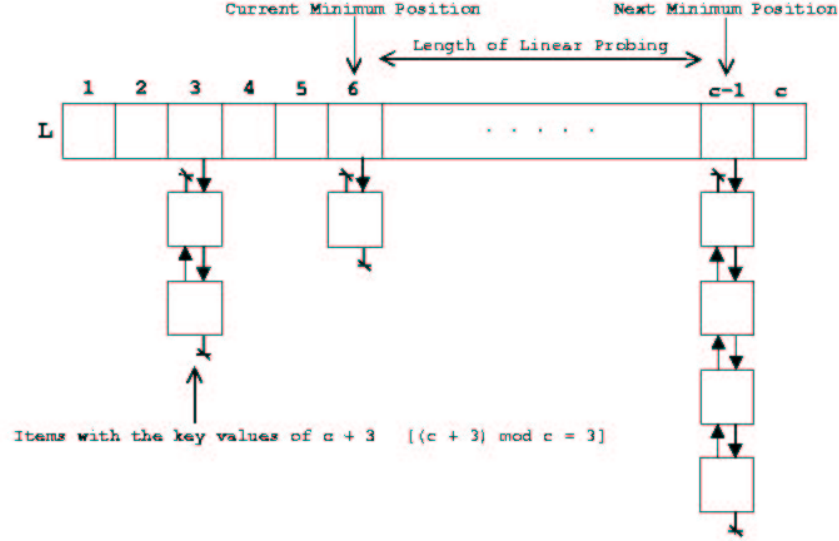 Current Minimum Position Next Minimum Position
Length of Linear Probing
1 2 3 4 5 6 c-1 c
L . . . . .
Items with the key values of c + 3 [(c + 3) mod c = 3]